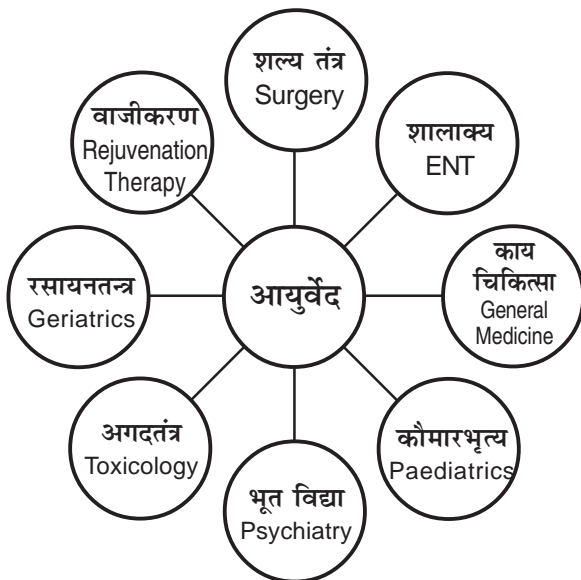 शल्य तंत्र
Surgery
शालाक्य
ENT
काय
चिकित्सा
General
Medicine
कौमारभृत्य
Paediatrics
भूत विद्या
Psychiatry
अगदतंत्र
Toxicology
रसायनतन्त्र
Geriatrics
वाजीकरण
Rejuvenation
Therapy
आयुर्वेद